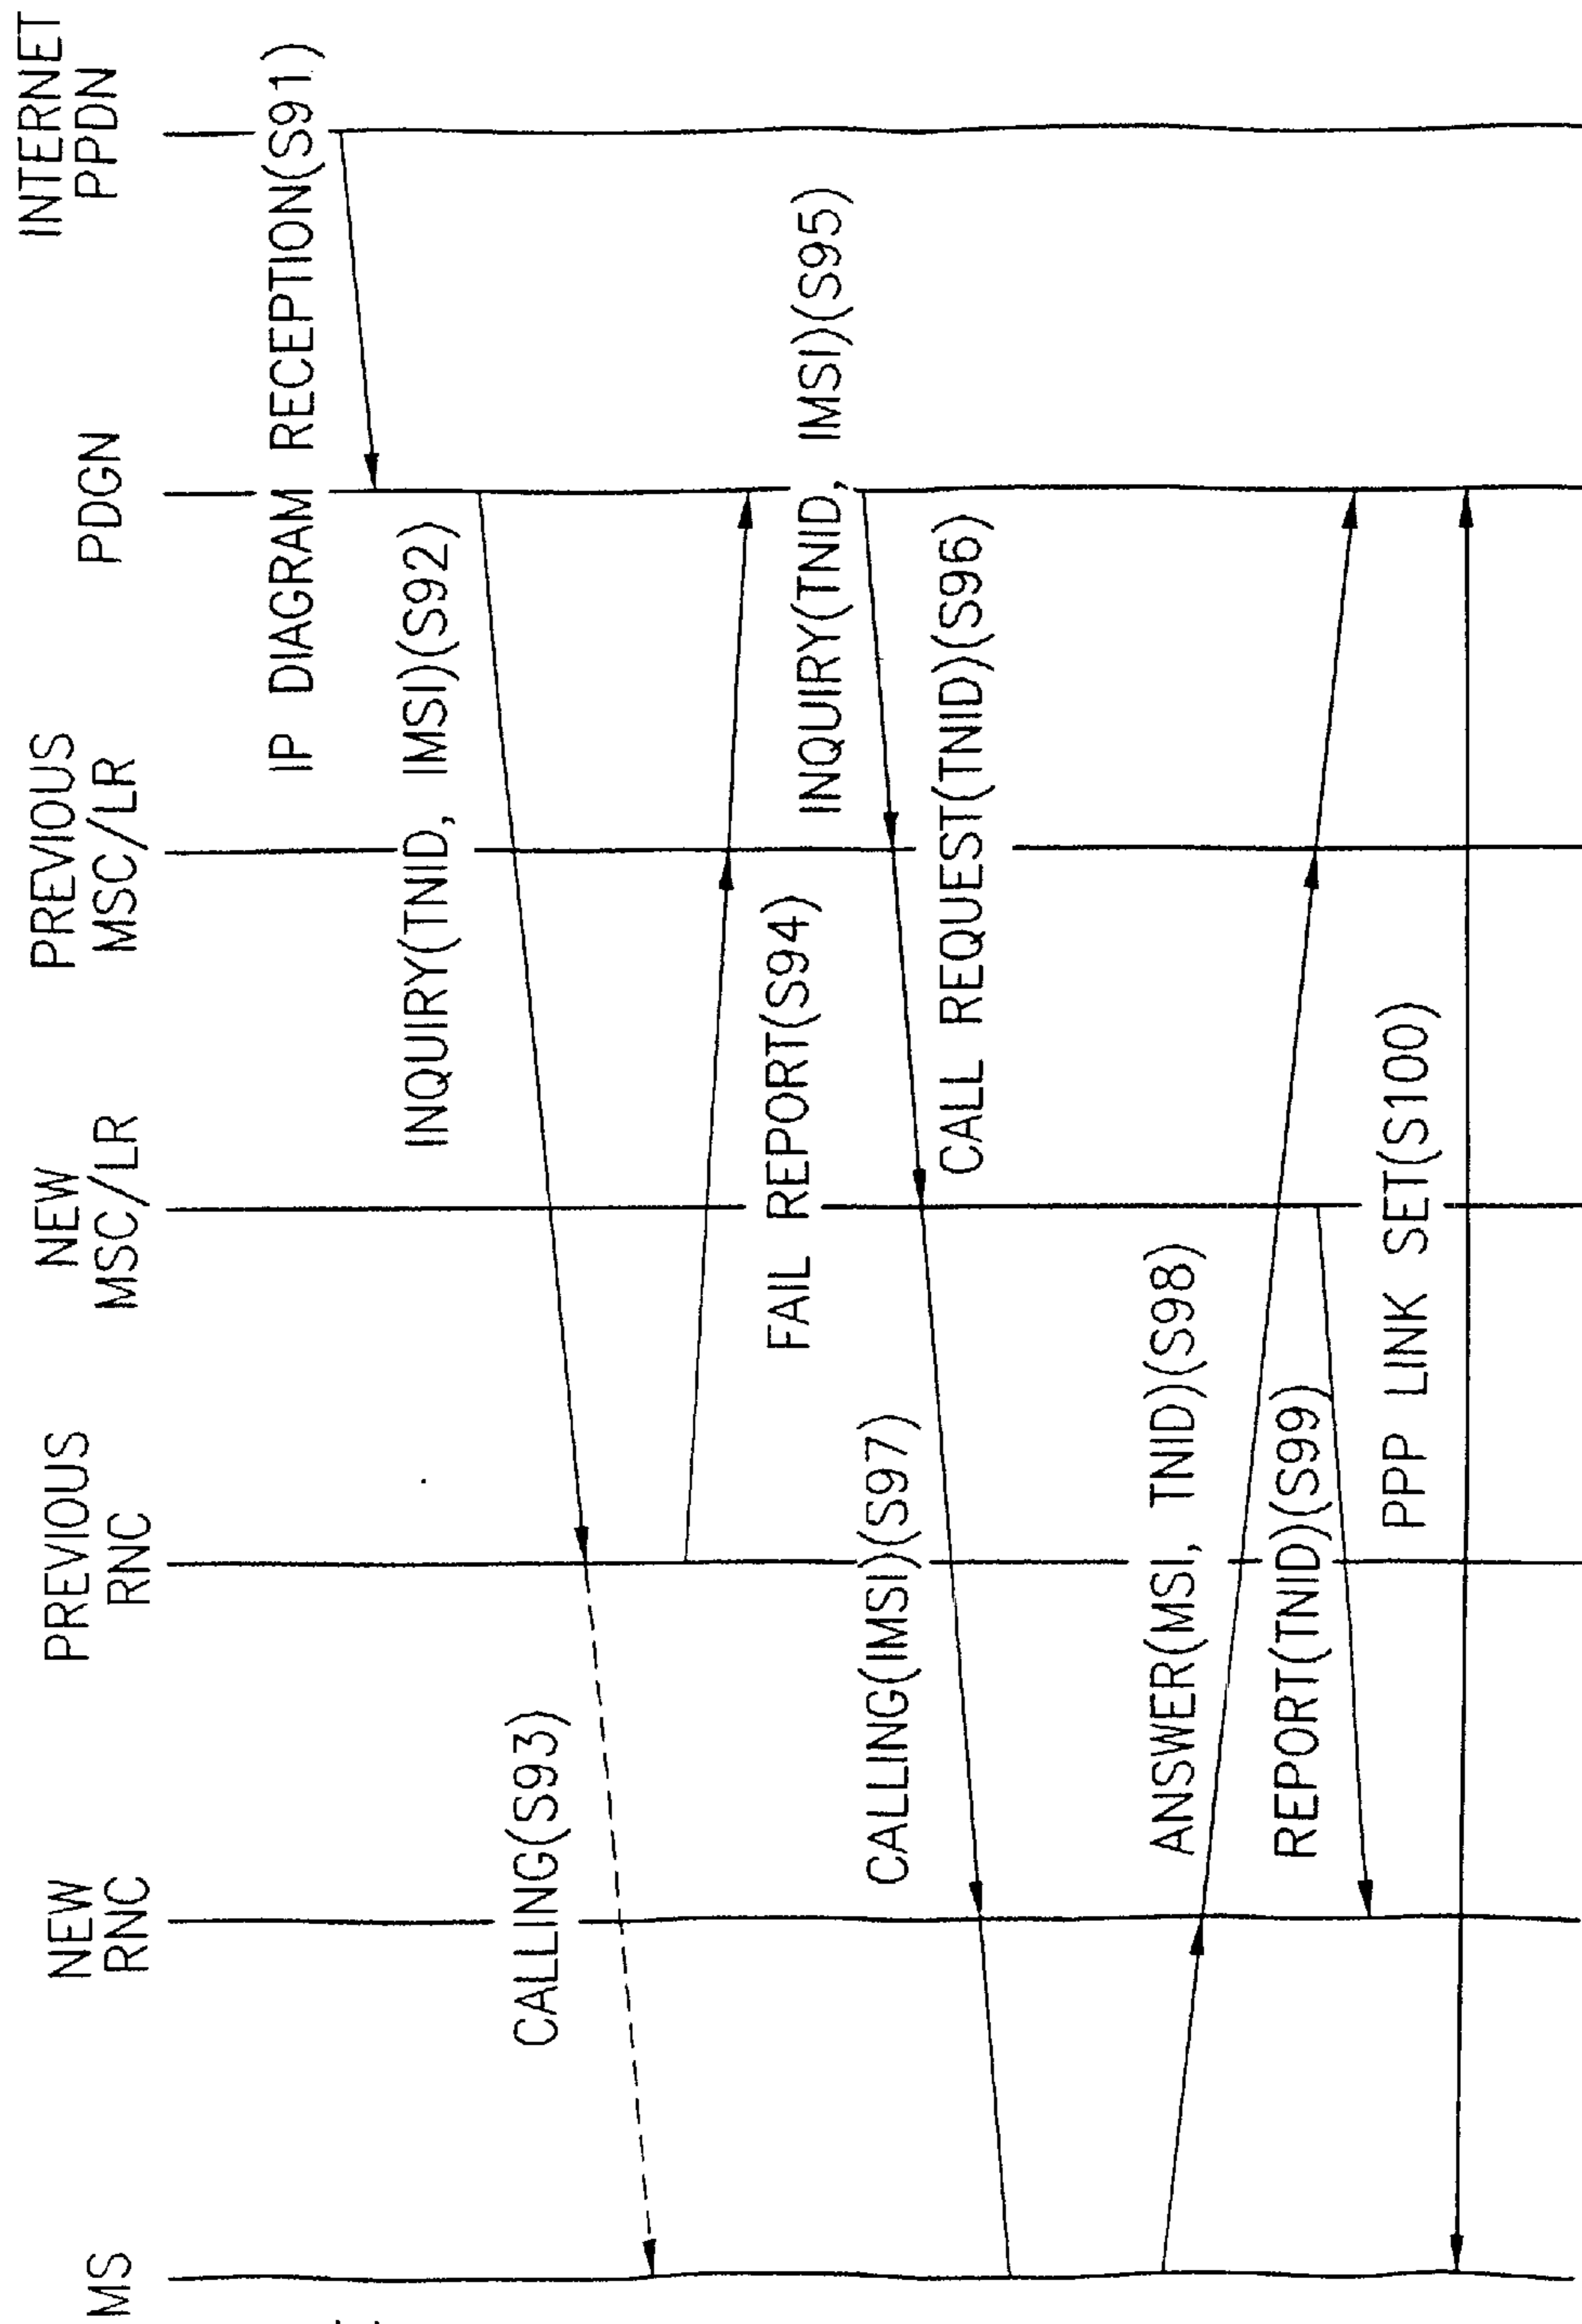 MS
NEW
RNC
PREVIOUS
RNC
NEW
MSC/LR
PREVIOUS
MSC/LR
PDGN
INTERNET
PPDN
IP DIAGRAM RECEPTION(S91)
INQUIRY(TNID, IMSI)(S92)
CALLING(S93)
FAIL REPORT(S94)
INQUIRY(TNID, IMSI)(S95)
CALL REQUEST(TNID)(S96)
CALLING(IMSI)(S97)
ANSWER(MSI, TNID)(S98)
REPORT(TNID)(S99)
PPP LINK SET(S100)